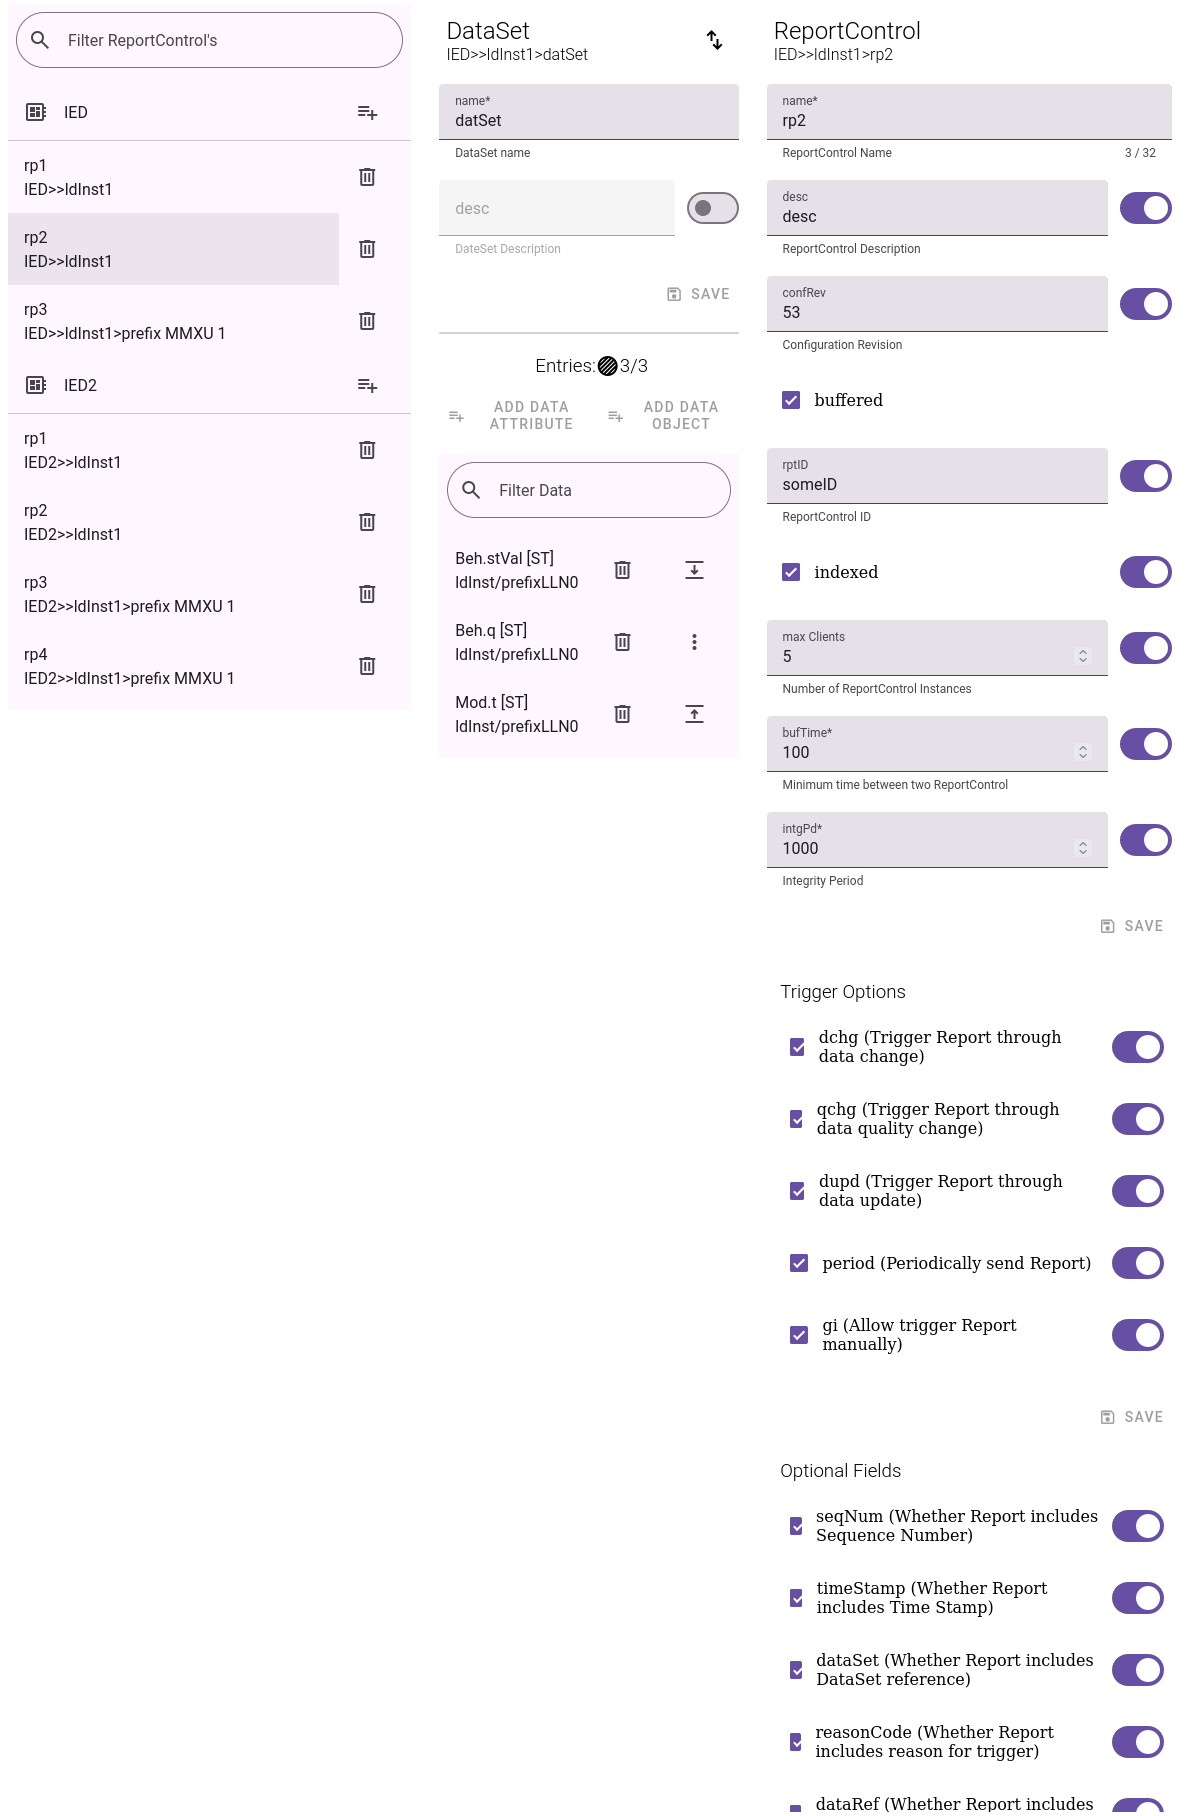 Filter ReportControl's
IED
rp1
IED>>ldInst1
rp2
IED>>ldInst1
rp3
IED>>ldInst1>prefix MMXU 1
IED2
rp1
IED2>>ldInst1
rp2
IED2>>ldInst1
rp3
IED2>>ldInst1>prefix MMXU 1
rp4
IED2>>ldInst1>prefix MMXU 1
DataSet
IED>>ldInst1>datSet
name*
datSet
DataSet name
desc
DateSet Description
SAVE
Entries: 3/3
ADD DATA
ATTRIBUTE
ADD DATA
OBJECT
Filter Data
Beh.stVal [ST]
ldInst/prefixLLN0
Beh.q [ST]
ldInst/prefixLLN0
Mod.t [ST]
ldInst/prefixLLN0
ReportControl
IED>>ldInst1>rp2
name*
rp2
ReportControl Name 3 / 32
desc
desc
ReportControl Description
confRev
53
Configuration Revision
buffered
rptID
someID
ReportControl ID
indexed
max Clients
5
Number of ReportControl Instances
bufTime*
100
Minimum time between two ReportControl
intgPd*
1000
Integrity Period
SAVE
Trigger Options
dchg (Trigger Report through
data change)
qchg (Trigger Report through
data quality change)
dupd (Trigger Report through
data update)
period (Periodically send Report)
gi (Allow trigger Report
manually)
SAVE
Optional Fields
seqNum (Whether Report includes
Sequence Number)
timeStamp (Whether Report
includes Time Stamp)
dataSet (Whether Report includes
DataSet reference)
reasonCode (Whether Report
includes reason for trigger)
dataRef (Whether Report includes